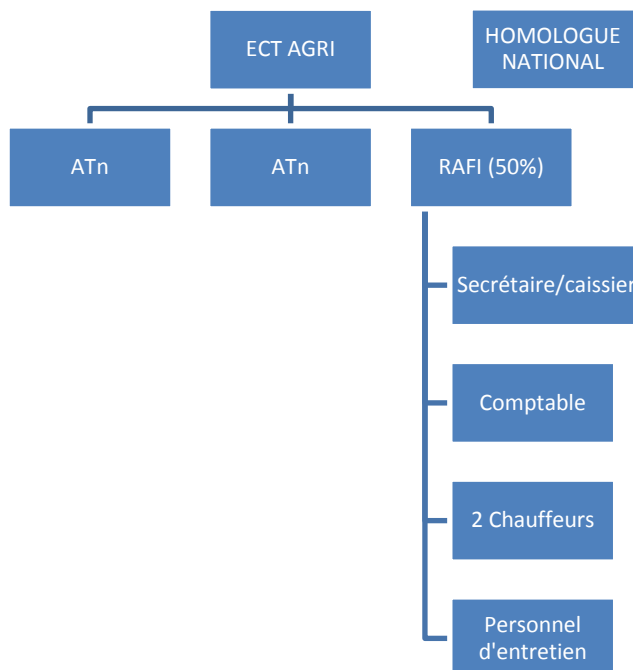 ECT AGRI
HOMOLOGUE
NATIONAL
ATn
ATn
RAFI (50%)
Secrétaire/caissier
Comptable
2 Chauffeurs
Personnel
d'entretien